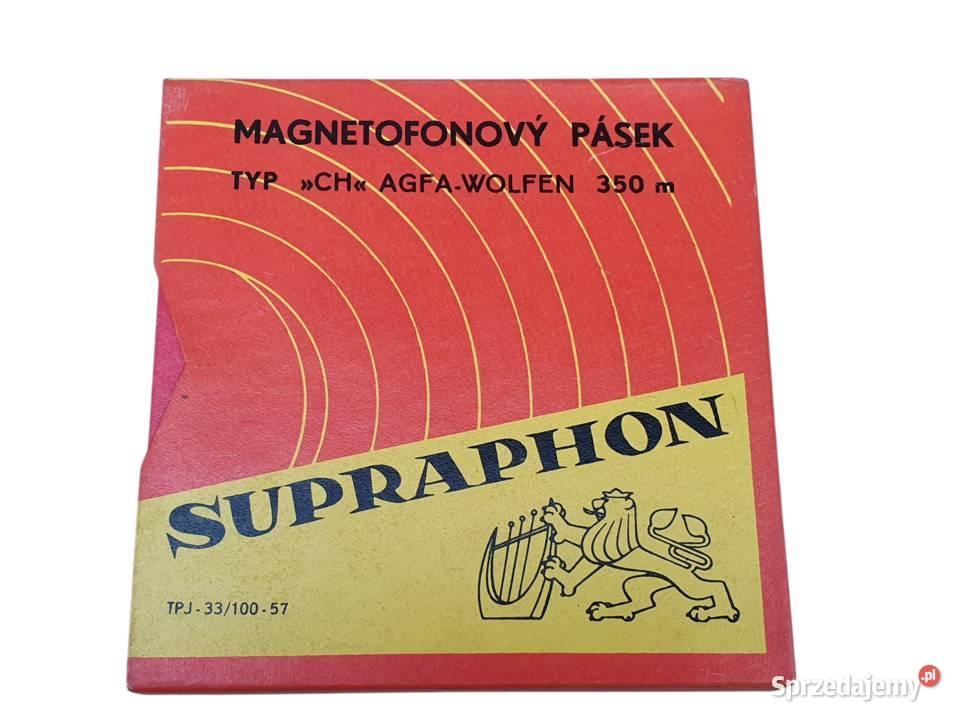 MAGNETOFONOVÝ PÁSEK
TYP »CH« AGFA-WOLFEN 350 m
SUPRAPHON
TPJ - 33/100 - 57
Sprzedajemy.pl